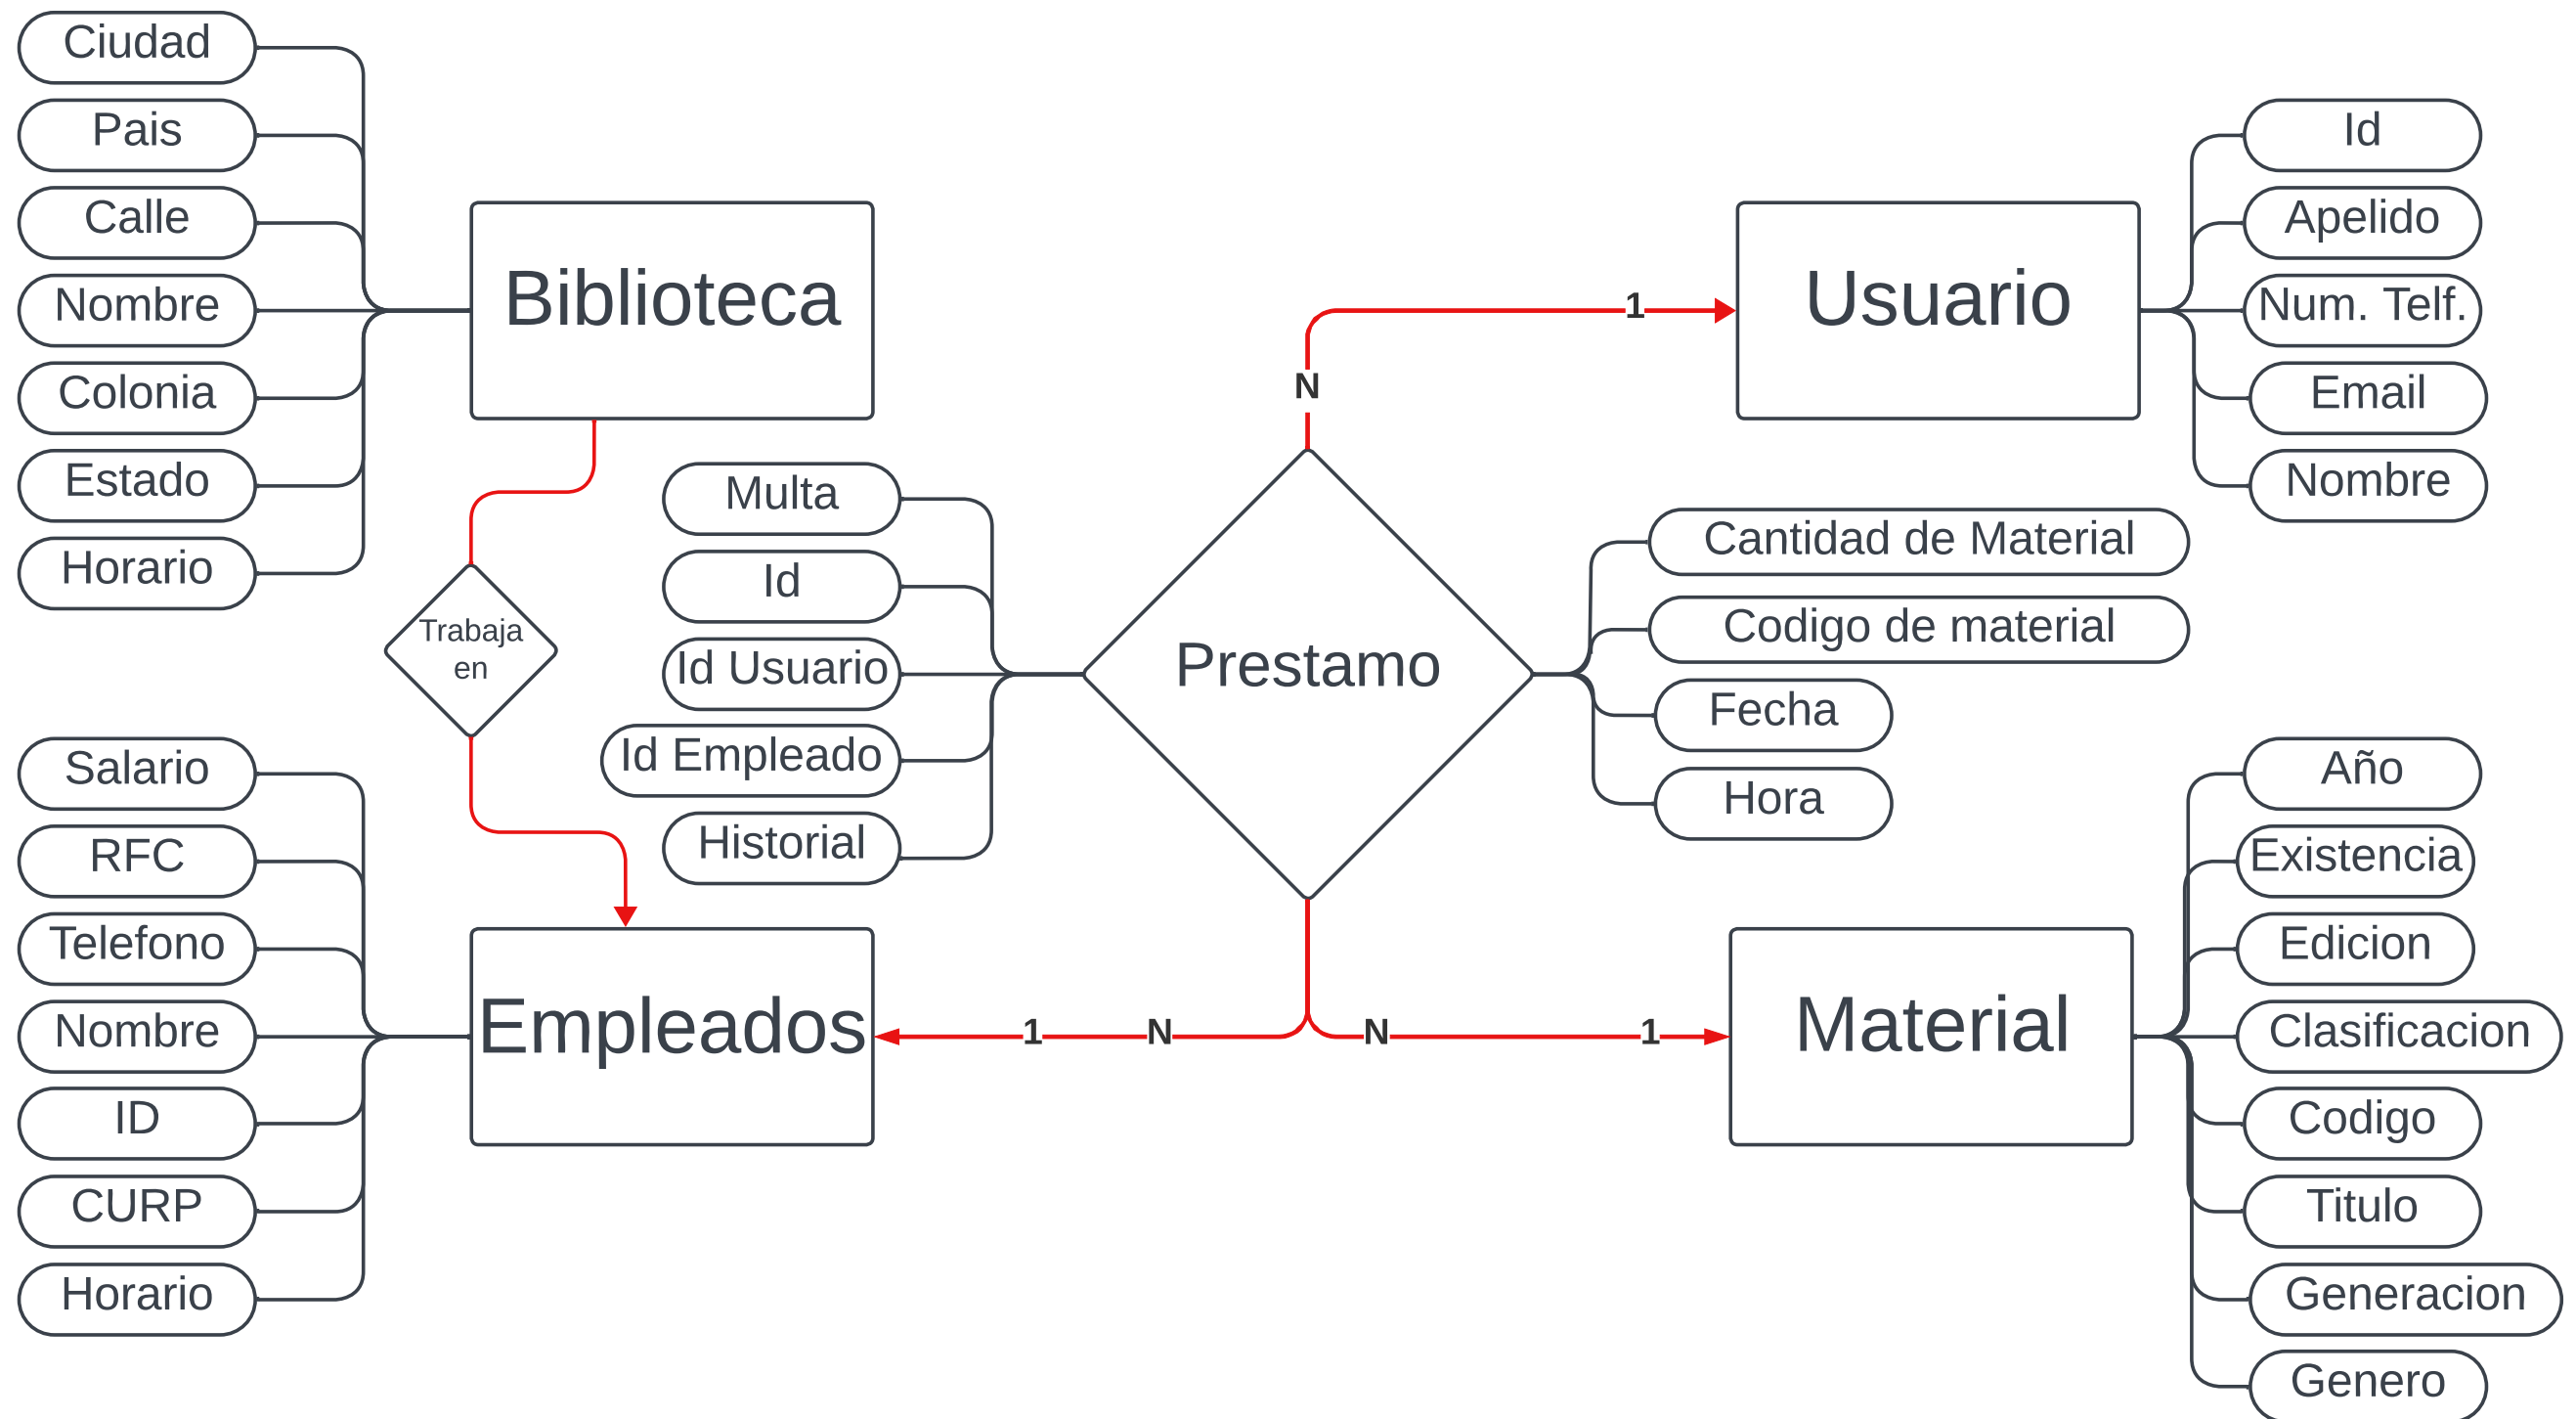 Ciudad
Pais
Calle
Nombre
Colonia
Estado
Horario
Biblioteca
Trabaja
en
Salario
RFC
Telefono
Nombre
ID
CURP
Horario
Empleados
Multa
Id
Id Usuario
Id Empleado
Historial
Prestamo
N
1
1
N
N
1
Usuario
Id
Apelido
Num. Telf.
Email
Nombre
Cantidad de Material
Codigo de material
Fecha
Hora
Material
Año
Existencia
Edicion
Clasificacion
Codigo
Titulo
Generacion
Genero